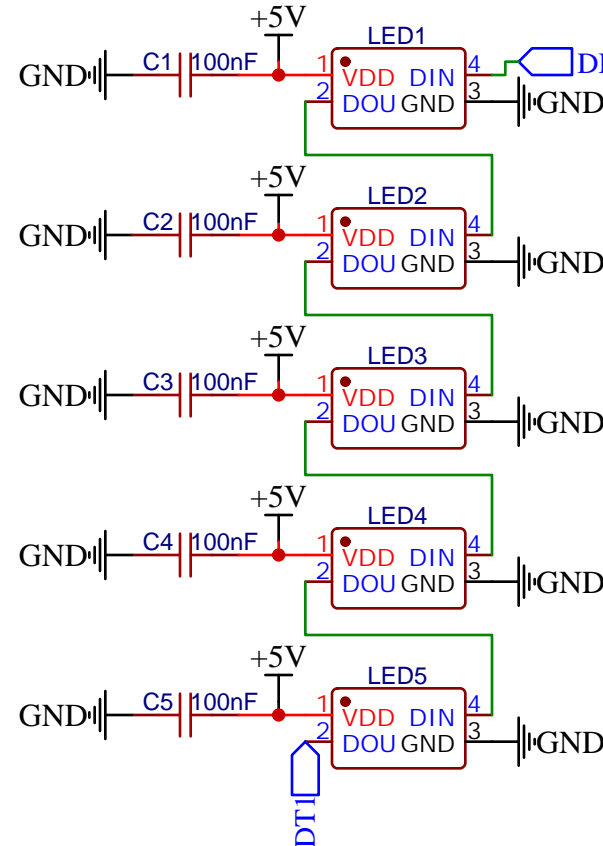 +5V
LED1
GND C1 100nF 1 VDD DIN 4
2 DOU GND 3 GND
+5V
LED2
GND C2 100nF 1 VDD DIN 4
2 DOU GND 3 GND
+5V
LED3
GND C3 100nF 1 VDD DIN 4
2 DOU GND 3 GND
+5V
LED4
GND C4 100nF 1 VDD DIN 4
2 DOU GND 3 GND
+5V
LED5
GND C5 100nF 1 VDD DIN 4
2 DOU GND 3 GND
DT1